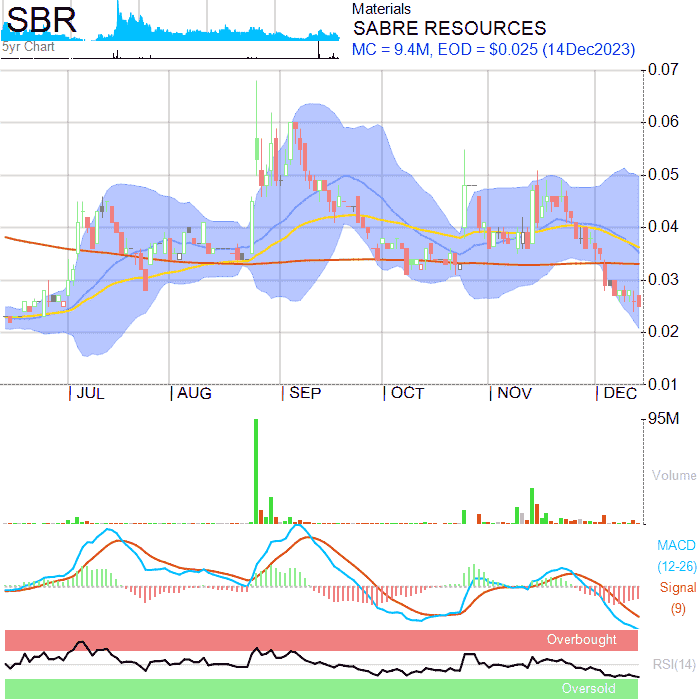 SBR
5yr Chart
Materials
SABRE RESOURCES
MC = 9.4M, EOD = $0.025 (14Dec2023)
0.07
0.06
0.05
0.04
0.03
0.02
0.01
JUL AUG SEP OCT NOV DEC
95M
Volume
MACD
(12-26)
Signal
(9)
Overbought
RSI(14)
Oversold